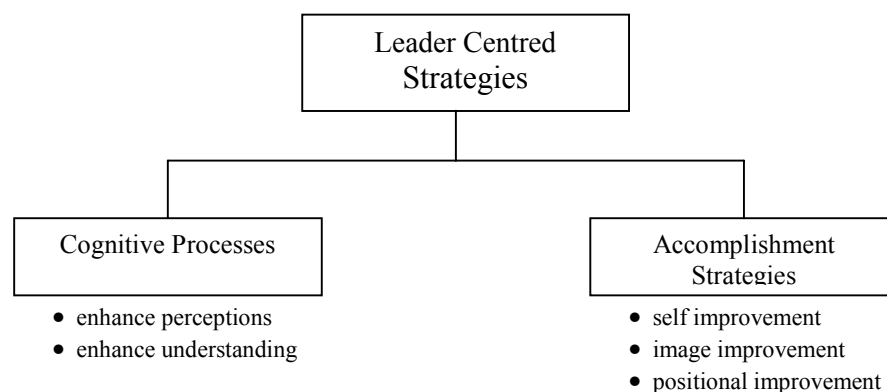 Leader Centred
Strategies
Cognitive Processes
• enhance perceptions
• enhance understanding
Accomplishment
Strategies
• self improvement
• image improvement
• positional improvement